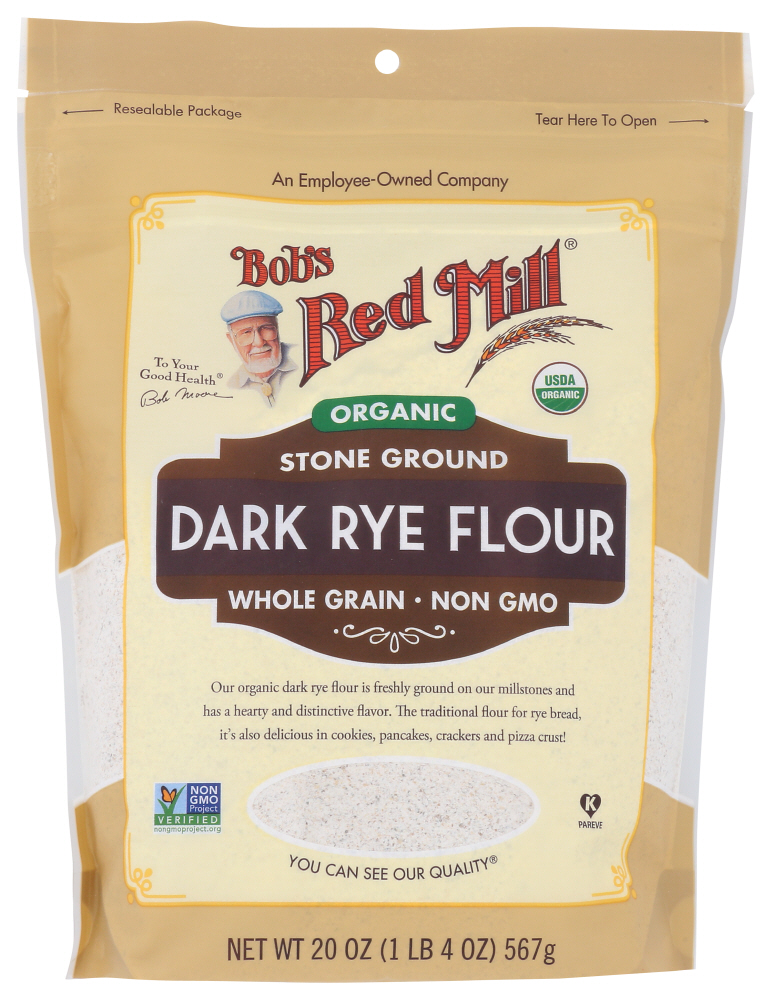 Resealable Package
Tear Here To Open
An Employee-Owned Company
Bob's
Red Mill®
To Your
Good Health®
Bob Moore
USDA
ORGANIC
ORGANIC
STONE GROUND
DARK RYE FLOUR
WHOLE GRAIN • NON GMO
Our organic dark rye flour is freshly ground on our millstones and
has a hearty and distinctive flavor. The traditional flour for rye bread,
it's also delicious in cookies, pancakes, crackers and pizza crust!
NON
GMO
Project
VERIFIED
nongmoproject.org
K
PAREVE
YOU CAN SEE OUR QUALITY®
NET WT 20 OZ (1 LB 4 OZ) 567g